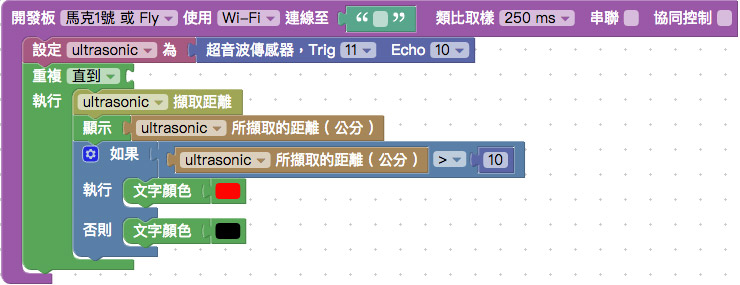 開發板 馬克1號 或 Fly 使用 Wi-Fi 連線至 “ ” 類比取樣 250 ms 串聯 協同控制
設定 ultrasonic 為 超音波傳感器，Trig 11 Echo 10
重複 直到
執行 ultrasonic 擷取距離
顯示 ultrasonic 所擷取的距離 ( 公分 )
如果 ultrasonic 所擷取的距離 ( 公分 ) > 10
執行 文字顏色
否則 文字顏色